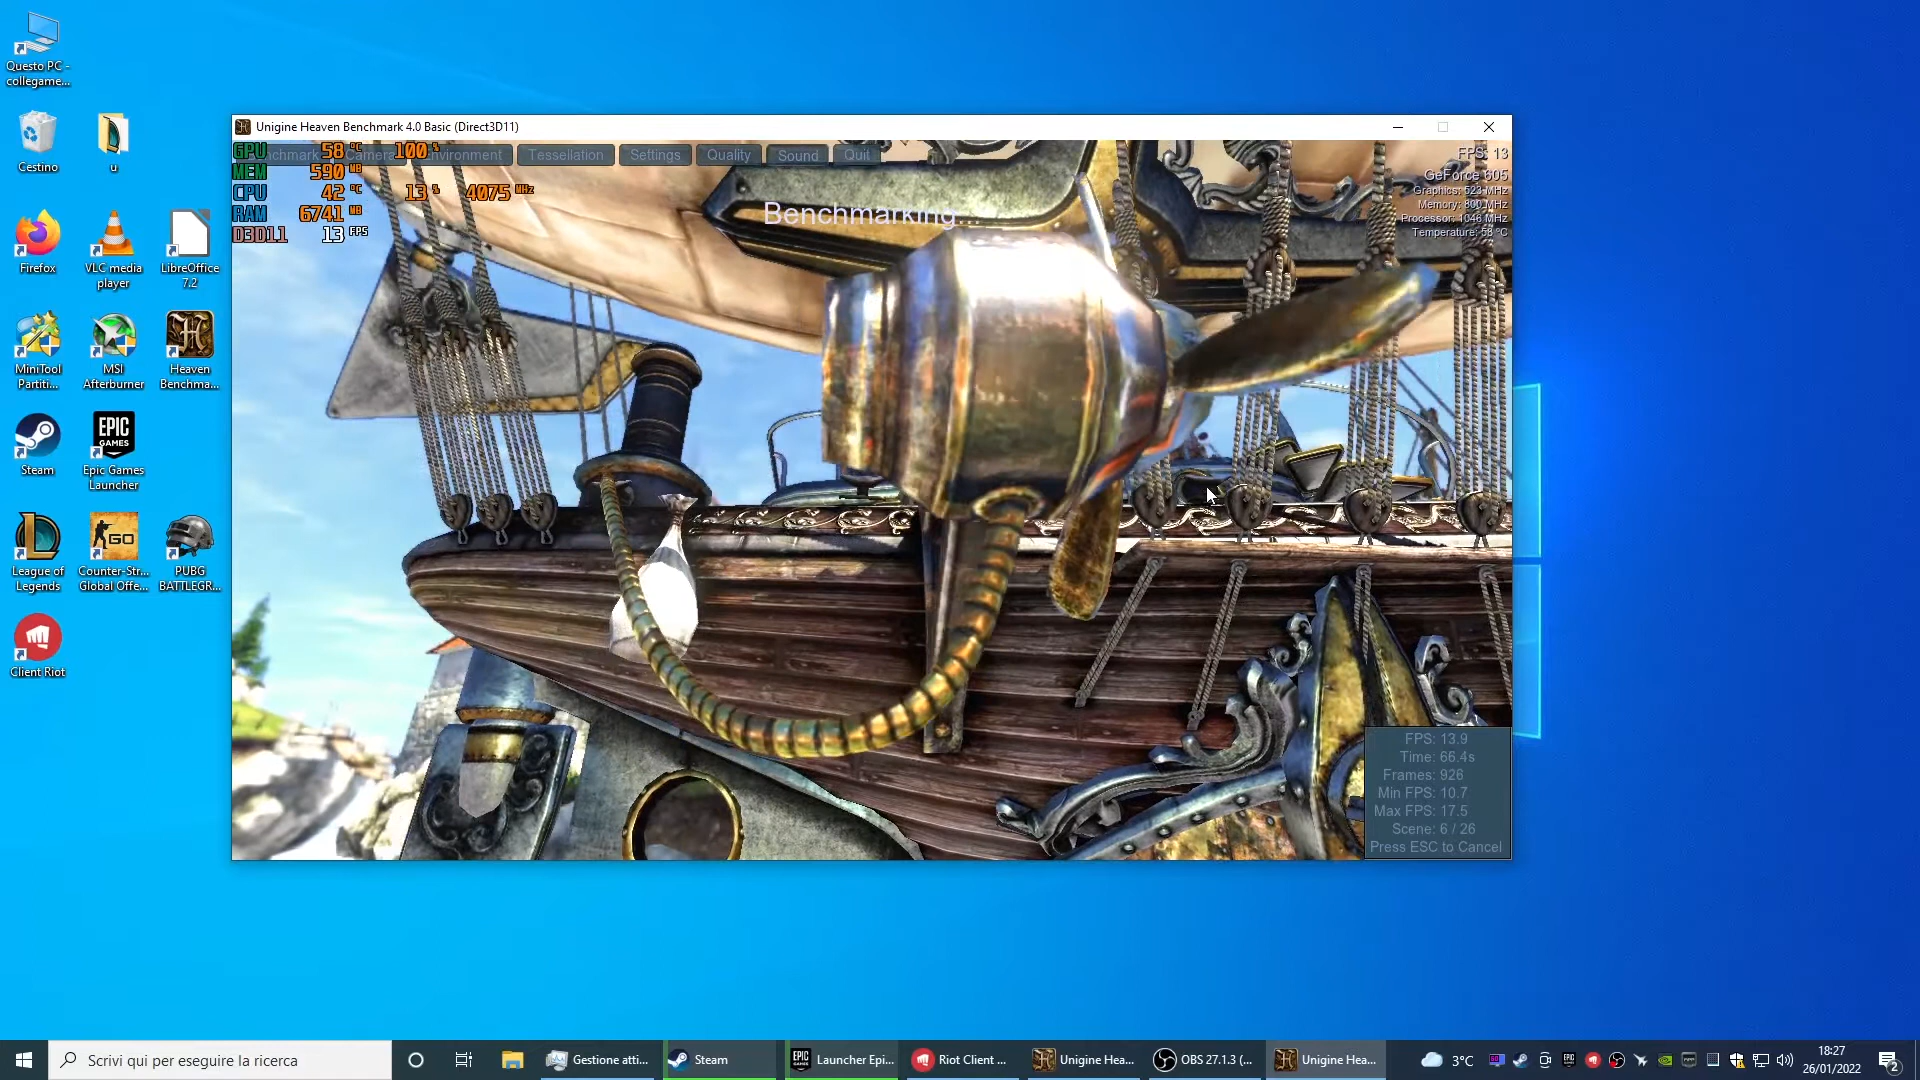 Questo PC -
collegame...
Cestino
u
Firefox
VLC media
player
LibreOffice
7.2
MiniTool
Partiti...
MSI
Afterburner
Heaven
Benchma...
Steam
EPIC
GAMES
Epic Games
Launcher
League of
Legends
GO
Counter-Str...
Global Offe...
PUBG
BATTLEGR...
Client Riot
Unigine Heaven Benchmark 4.0 Basic (Direct3D11)
Camera
Tessellation
Settings
Quality
Sound
Quit
GPU 58 °C 100 %
MEM 590 MB
CPU 42 °C 13 % 4075 MHz
RAM 6741 MB
D3D11 13 FPS
Benchmarking...
FPS: 13
GeForce 605
Graphics: 523 MHz
Memory: 800 MHz
Processor: 1046 MHz
Temperature: 58 °C
FPS: 13.9
Time: 66.4s
Frames: 926
Min FPS: 10.7
Max FPS: 17.5
Scene: 6 / 26
Press ESC to Cancel
Scrivi qui per eseguire la ricerca
Gestione atti...
Steam
Launcher Epi...
Riot Client ...
Unigine Hea...
OBS 27.1.3 (...
Unigine Hea...
3°C
18:27
26/01/2022
2